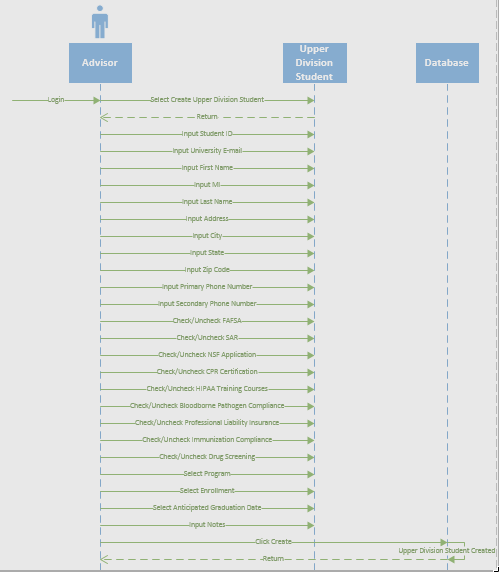 Advisor
Upper
Division
Student
Database
Login
Select Create Upper Division Student
Return
Input Student ID
Input University E-mail
Input First Name
Input MI
Input Last Name
Input Address
Input City
Input State
Input Zip Code
Input Primary Phone Number
Input Secondary Phone Number
Check/Uncheck FAFSA
Check/Uncheck SAR
Check/Uncheck NSF Application
Check/Uncheck CPR Certification
Check/Uncheck HIPAA Training Courses
Check/Uncheck Bloodborne Pathogen Compliance
Check/Uncheck Professional Liability Insurance
Check/Uncheck Immunization Compliance
Check/Uncheck Drug Screening
Select Program
Select Enrollment
Select Anticipated Graduation Date
Input Notes
Click Create
Upper Division Student Created
Return